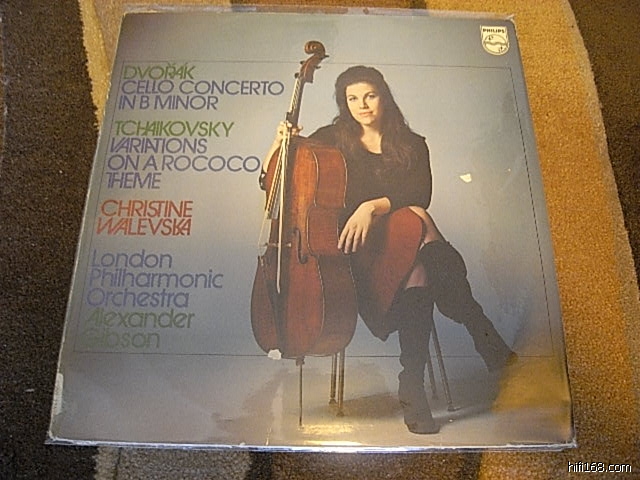 PHILIPS
DVOŘÁK
CELLO CONCERTO
IN B MINOR
TCHAIKOVSKY
VARIATIONS
ON A ROCOCO
THEME
CHRISTINE
WALEVSKA
London
Philharmonic
Orchestra
Alexander
Gibson
hifi168.com